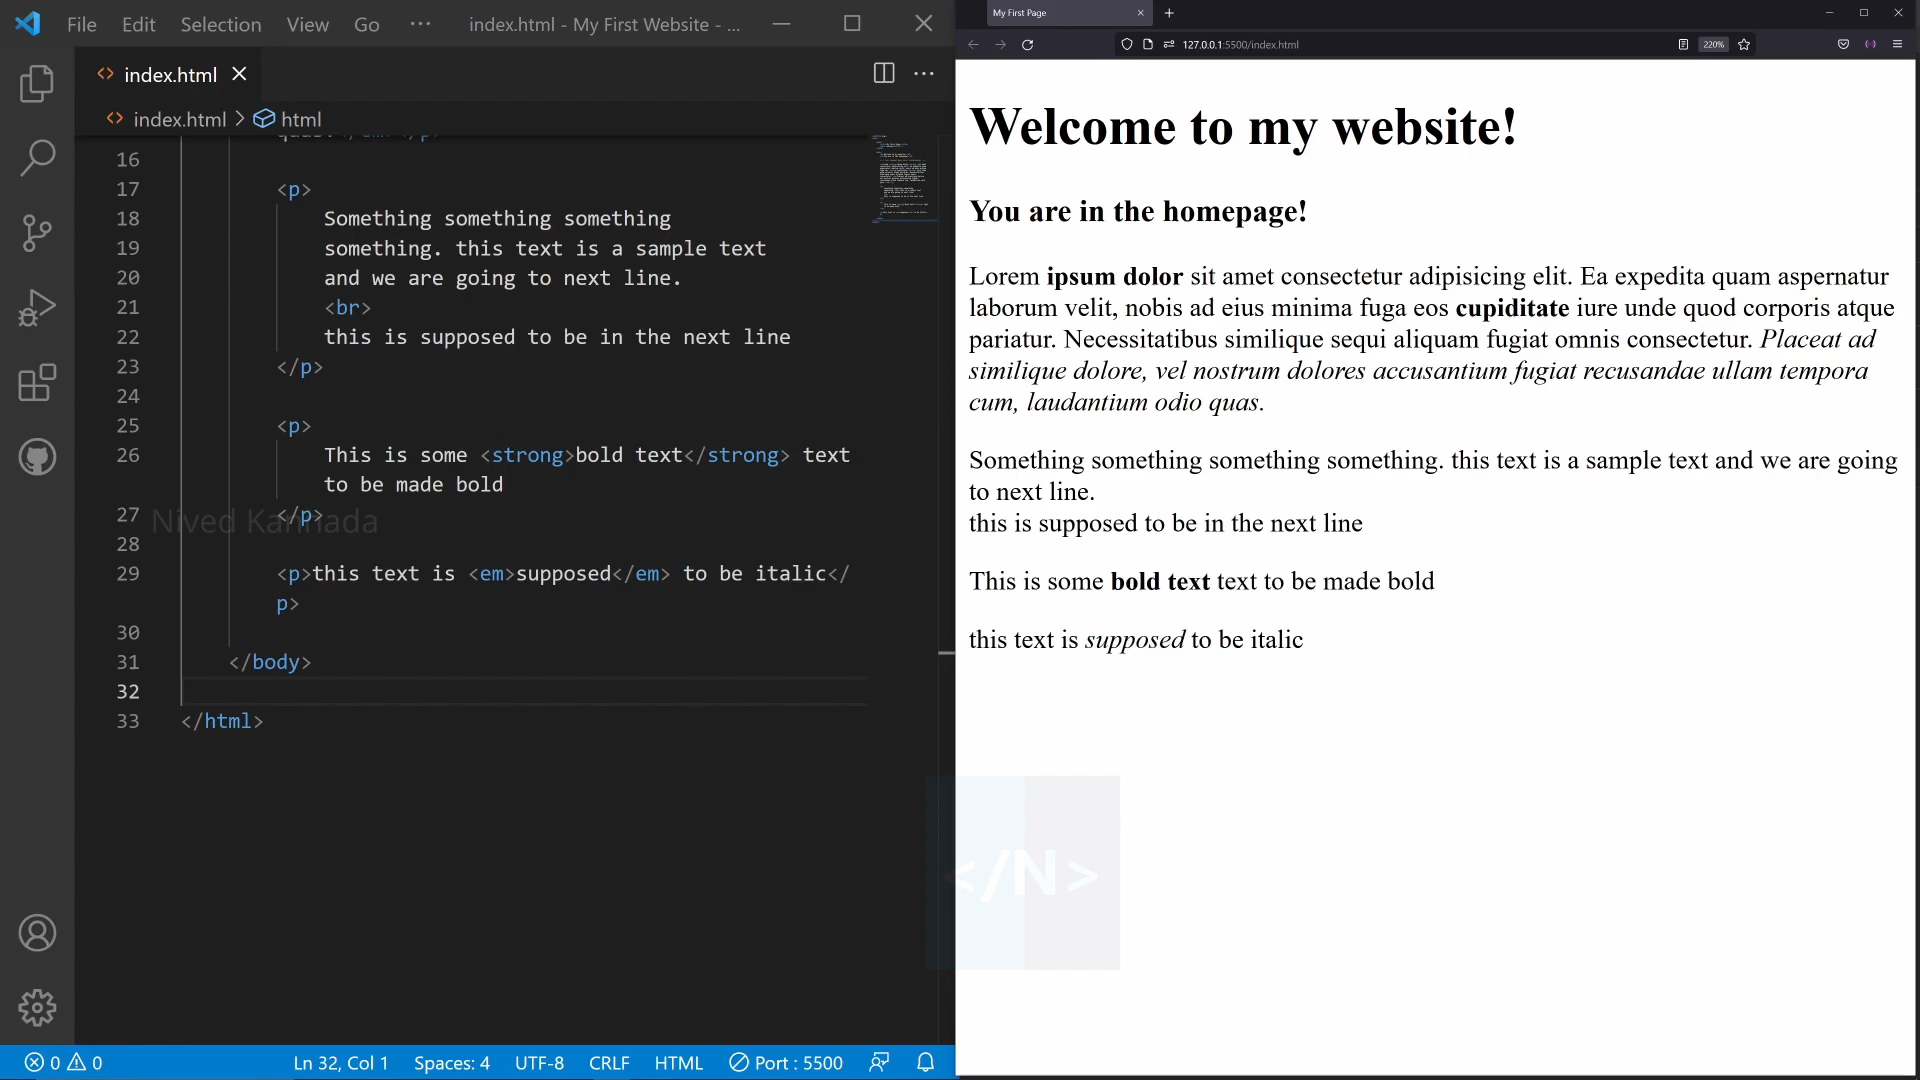 File Edit Selection View Go ··· index.html - My First Website - ...
index.html
index.html > html
16
17 <p>
18 Something something something
19 something. this text is a sample text
20 and we are going to next line.
21 <br>
22 this is supposed to be in the next line
23 </p>
24
25 <p>
26 This is some <strong>bold text</strong> text
to be made bold
27 </p>
Nived Kannada
28
29 <p>this text is <em>supposed</em> to be italic</
p>
30
31 </body>
32
33 </html>
0 0 Ln 32, Col 1 Spaces: 4 UTF-8 CRLF HTML Port : 5500
My First Page
127.0.0.1:5500/index.html 220%
Welcome to my website!
You are in the homepage!
Lorem ipsum dolor sit amet consectetur adipisicing elit. Ea expedita quam aspernatur
laborum velit, nobis ad eius minima fuga eos cupiditate iure unde quod corporis atque
pariatur. Necessitatibus similique sequi aliquam fugiat omnis consectetur. Placeat ad
similique dolore, vel nostrum dolores accusantium fugiat recusandae ullam tempora
cum, laudantium odio quas.
Something something something something. this text is a sample text and we are going
to next line.
this is supposed to be in the next line
This is some bold text text to be made bold
this text is supposed to be italic
</N>